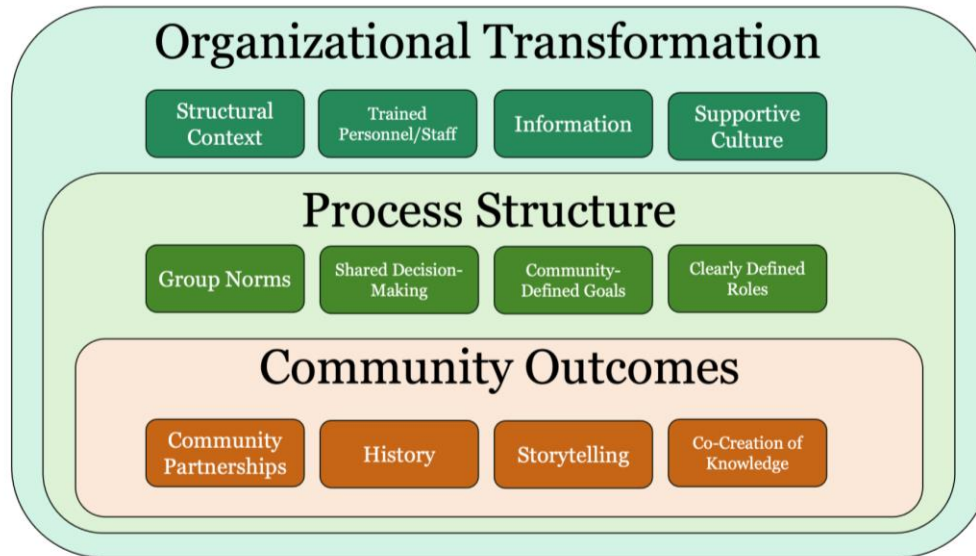 Organizational Transformation
Structural
Context
Trained
Personnel/Staff
Information
Supportive
Culture
Process Structure
Group Norms
Shared Decision-
Making
Community-
Defined Goals
Clearly Defined
Roles
Community Outcomes
Community
Partnerships
History
Storytelling
Co-Creation of
Knowledge